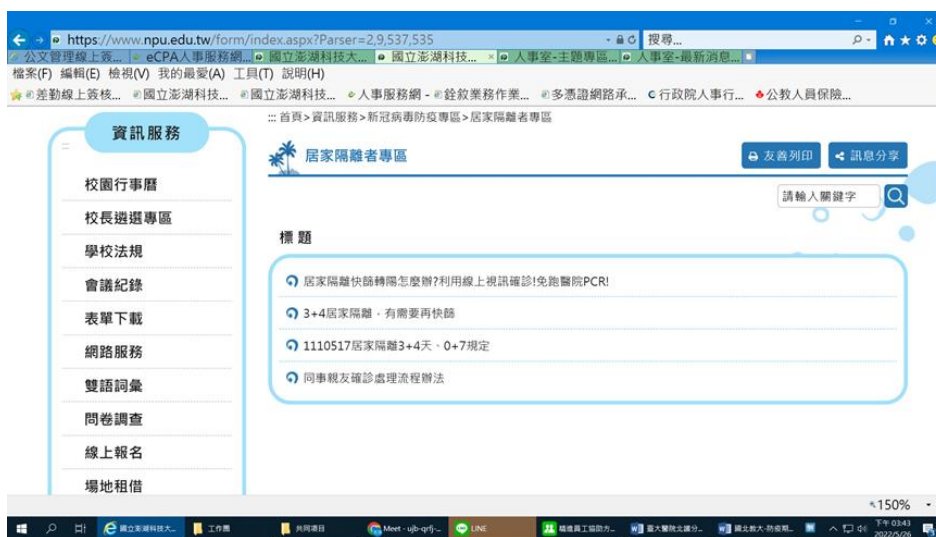 https://www.npu.edu.tw/form/index.aspx?Parser=2,9,537,535
搜尋...
公文管理線上簽... eCPA人事服務網... 國立澎湖科技大... 國立澎湖科技... × 人事室-主題專區... 人事室-最新消息...
檔案(F) 編輯(E) 檢視(V) 我的最愛(A) 工具(T) 說明(H)
差勤線上簽核... 國立澎湖科技... 國立澎湖科技... 人事服務網 - 銓敘業務作業... 多憑證網路承... 行政院人事行... 公教人員保險...
::: 首頁>資訊服務>新冠病毒防疫專區>居家隔離者專區
資訊服務
:::
校園行事曆
校長遴選專區
學校法規
會議紀錄
表單下載
網路服務
雙語詞彙
問卷調查
線上報名
場地租借
居家隔離者專區
友善列印
訊息分享
請輸入關鍵字
標 題
居家隔離快篩轉陽怎麼辦?利用線上視訊確診!免跑醫院PCR!
3+4居家隔離，有需要再快篩
1110517居家隔離3+4天、0+7規定
同事親友確診處理流程辦法
150%
國立澎湖科技大...
工作圈
共同項目
Meet - ujb-qrfj-...
LINE
臺大醫院北護分...
國北教大-防疫期...
下午 03:43
2022/5/26